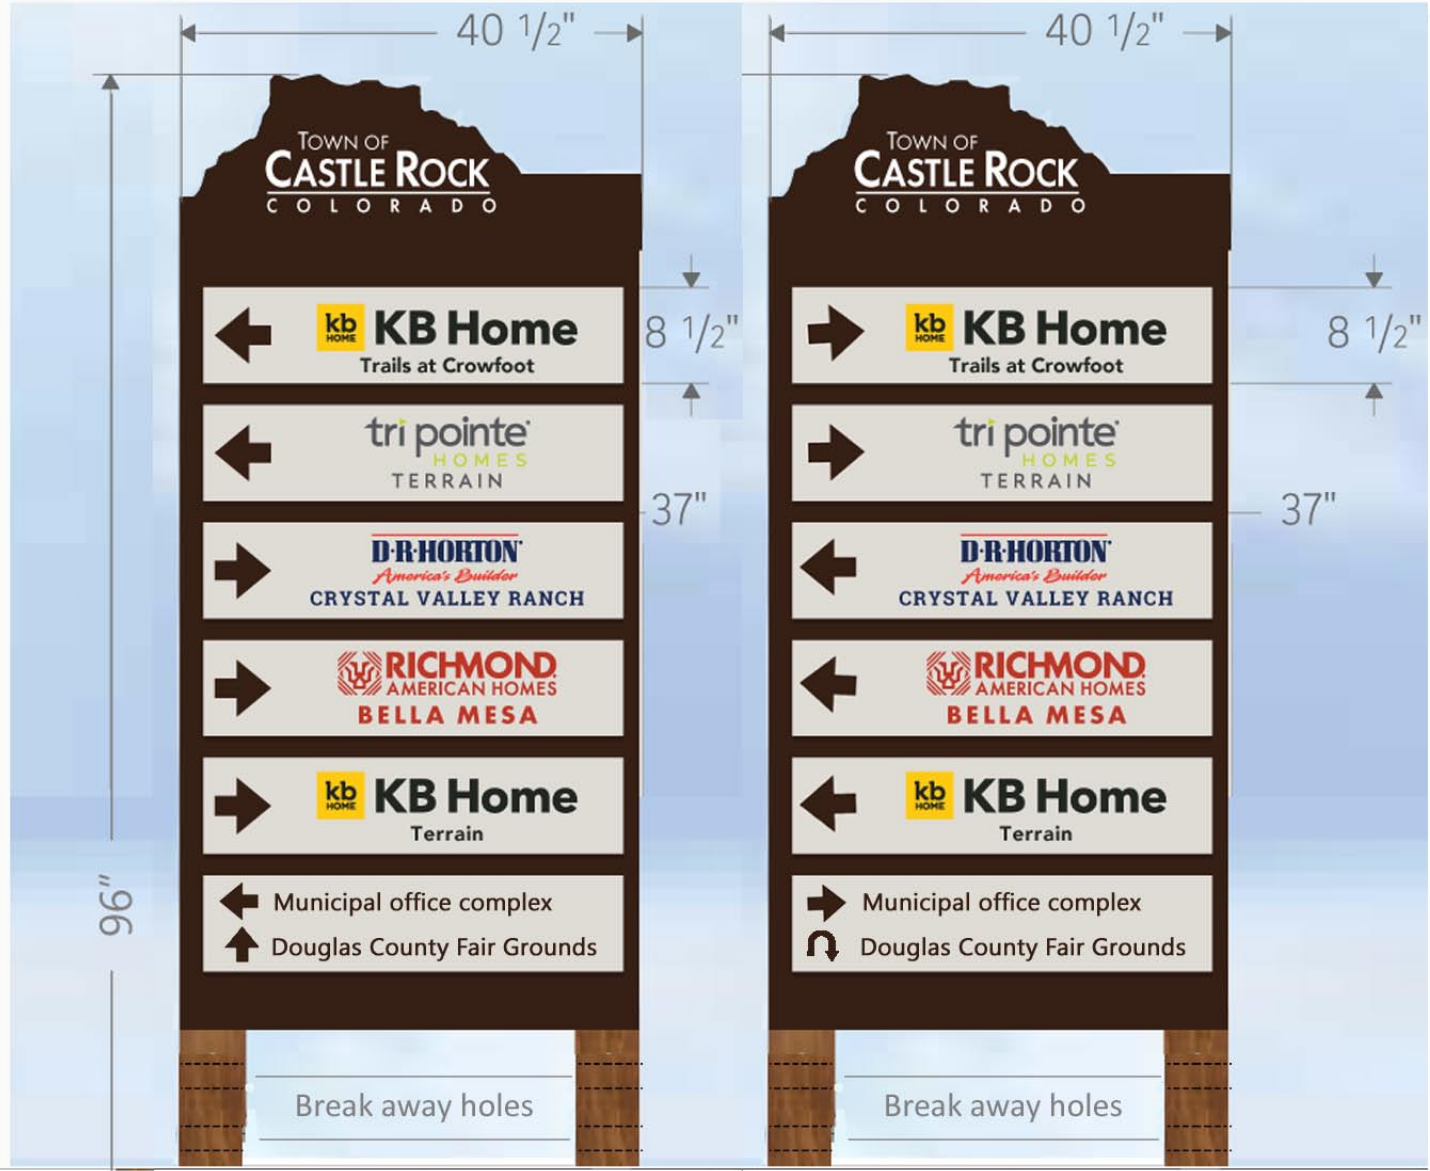 40 1/2"
TOWN OF
CASTLE ROCK
COLORADO
kb
HOME
KB Home
Trails at Crowfoot
8 1/2"
tri pointe
HOMES
TERRAIN
37"
D·R·HORTON
America's Builder
CRYSTAL VALLEY RANCH
RICHMOND
AMERICAN HOMES
BELLA MESA
kb
HOME
KB Home
Terrain
Municipal office complex
Douglas County Fair Grounds
96"
Break away holes
40 1/2"
TOWN OF
CASTLE ROCK
COLORADO
kb
HOME
KB Home
Trails at Crowfoot
8 1/2"
tri pointe
HOMES
TERRAIN
37"
D·R·HORTON
America's Builder
CRYSTAL VALLEY RANCH
RICHMOND
AMERICAN HOMES
BELLA MESA
kb
HOME
KB Home
Terrain
Municipal office complex
Douglas County Fair Grounds
Break away holes